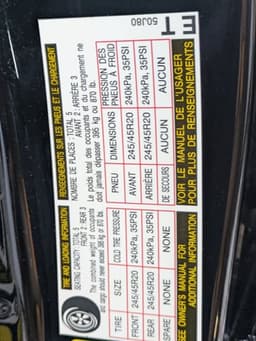 TIRE AND LOADING INFORMATION
SEATING CAPACITY TOTAL 5
FRONT 2 REAR 3
The combined weight of occupants
and cargo should never exceed 395 kg or 870 lb.
TIRE SIZE COLD TIRE PRESSURE
FRONT 245/45R20 240kPa, 35PSI
REAR 245/45R20 240kPa, 35PSI
SPARE NONE NONE
SEE OWNER'S MANUAL FOR
ADDITIONAL INFORMATION
RENSEIGNEMENTS SUR LES PNEUS ET LE CHARGEMENT
NOMBRE DE PLACES TOTAL 5
AVANT 2 ARRIÈRE 3
Le poids total des occupants et du chargement ne
doit jamais dépasser 395 kg ou 870 lb.
PNEU DIMENSIONS PRESSION DES
PNEUS À FROID
AVANT 245/45R20 240kPa, 35PSI
ARRIÈRE 245/45R20 240kPa, 35PSI
DE SECOURS AUCUN AUCUN
VOIR LE MANUEL DE L'USAGER
POUR PLUS DE RENSEIGNEMENTS
50J80
ET